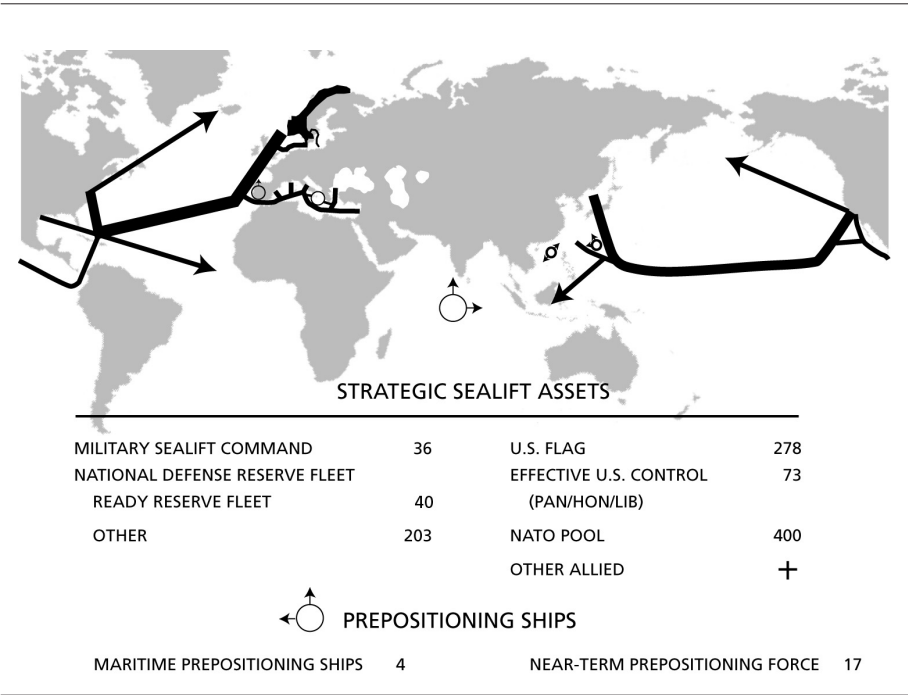 STRATEGIC SEALIFT ASSETS
MILITARY SEALIFT COMMAND 36 U.S. FLAG 278
NATIONAL DEFENSE RESERVE FLEET EFFECTIVE U.S. CONTROL 73
READY RESERVE FLEET 40 (PAN/HON/LIB)
OTHER 203 NATO POOL 400
OTHER ALLIED +
PREPOSITIONING SHIPS
MARITIME PREPOSITIONING SHIPS 4 NEAR-TERM PREPOSITIONING FORCE 17